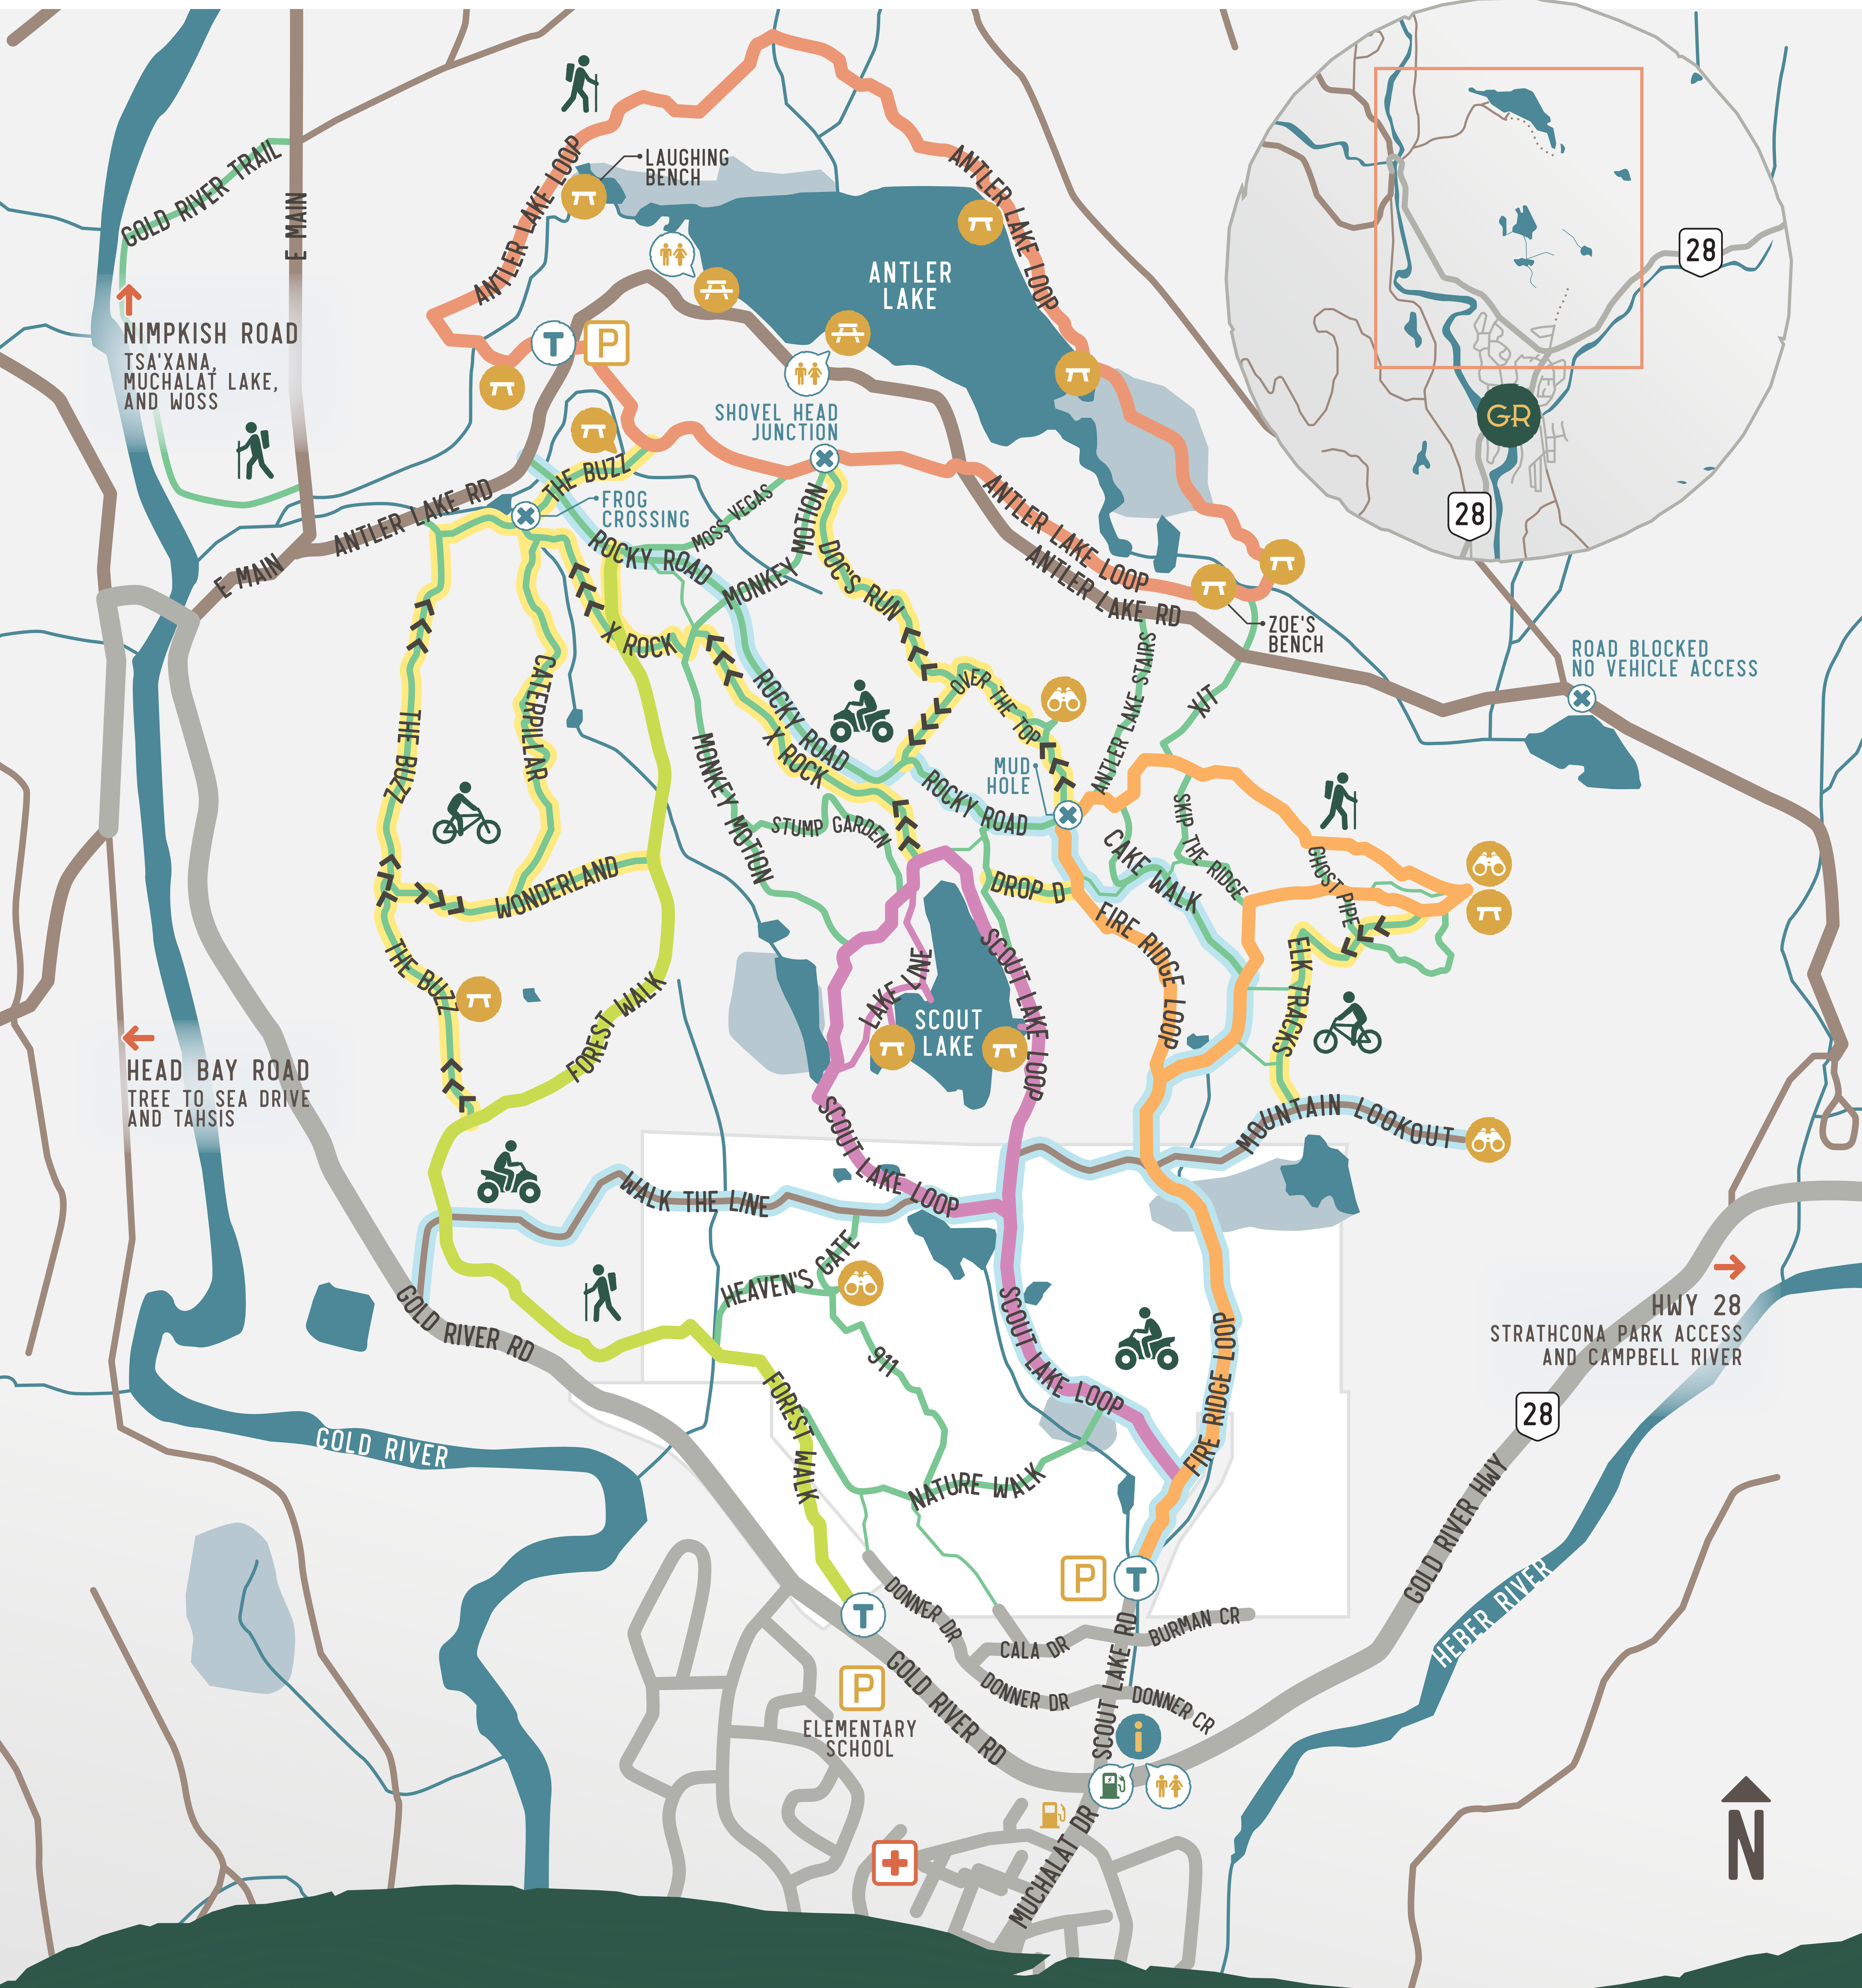 ANTLER LAKE LOOP
LAUGHING
BENCH
GOLD RIVER TRAIL
E MAIN
ANTLER LAKE LOOP
ANTLER
LAKE
28
T
P
NIMPKISH ROAD
TSA'XANA,
MUCHALAT LAKE,
AND WOSS
SHOVEL HEAD
JUNCTION
GR
28
THE BUZZ
FROG
CROSSING
ANTLER LAKE RD
E MAIN
MOSS VEGAS
ROCKY ROAD
MONKEY MOTION
DOC'S RUN
ANTLER LAKE LOOP
ANTLER LAKE RD
ZOE'S
BENCH
ROAD BLOCKED
NO VEHICLE ACCESS
X ROCK
CATERPILLAR
THE BUZZ
ROCKY ROAD
X ROCK
OVER THE TOP
ANTLER LAKE STAIRS
X/T
MUD
HOLE
ROCKY ROAD
MONKEY MOTION
STUMP GARDEN
SKIP THE RIDGE
CAKE WALK
GHOST PIPE
DROP D
WONDERLAND
FIRE RIDGE LOOP
ELK TRACKS
THE BUZZ
LAKE LINE
SCOUT LAKE LOOP
SCOUT
LAKE
FOREST WALK
HEAD BAY ROAD
TREE TO SEA DRIVE
AND TAHSIS
MOUNTAIN LOOKOUT
SCOUT LAKE LOOP
WALK THE LINE
HEAVEN'S GATE
GOLD RIVER RD
911
SCOUT LAKE LOOP
FIRE RIDGE LOOP
HWY 28
STRATHCONA PARK ACCESS
AND CAMPBELL RIVER
28
FOREST WALK
GOLD RIVER
NATURE WALK
GOLD RIVER HWY
HEBER RIVER
P
T
T
DONNER DR
CALA DR
BURMAN CR
SCOUT LAKE RD
DONNER DR
DONNER CR
P
ELEMENTARY
SCHOOL
GOLD RIVER RD
i
MUCHALAT DR
N